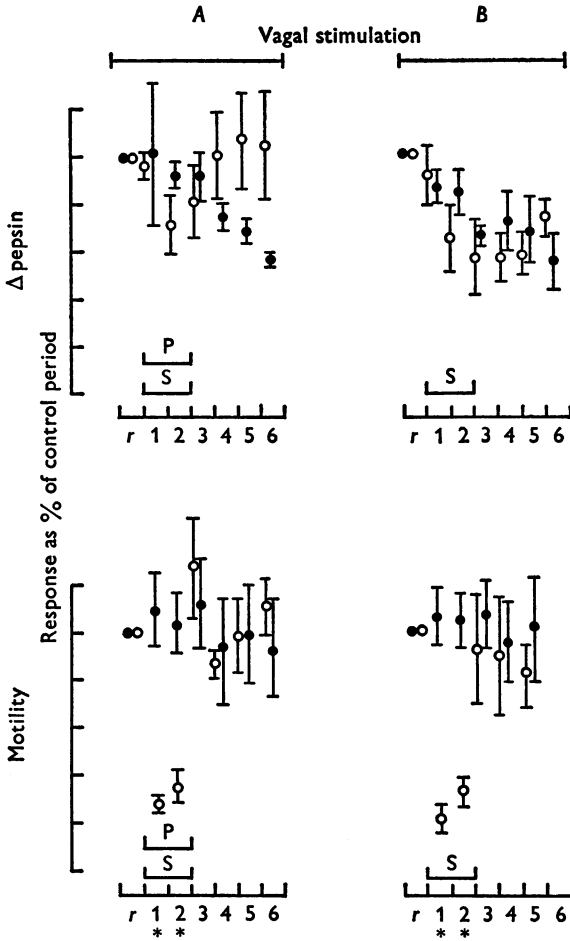 A B
Vagal stimulation
Δ pepsin
Response as % of control period
Motility
P
S
S
r 1 2 3 4 5 6
r 1 2 3 4 5 6
P
S
S
r 1 2 3 4 5 6
* *
r 1 2 3 4 5 6
* *